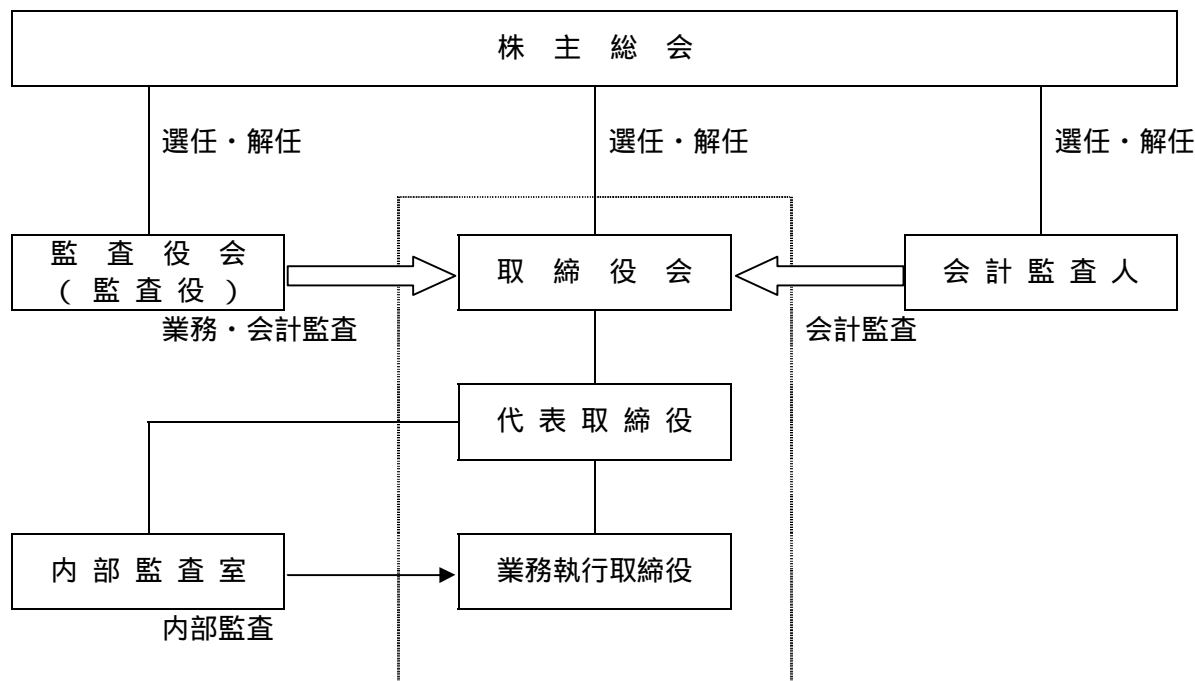 株主総会
選任・解任
選任・解任
選任・解任
監査役会
(監査役)
取締役会
会計監査人
業務・会計監査
会計監査
代表取締役
内部監査室
業務執行取締役
内部監査